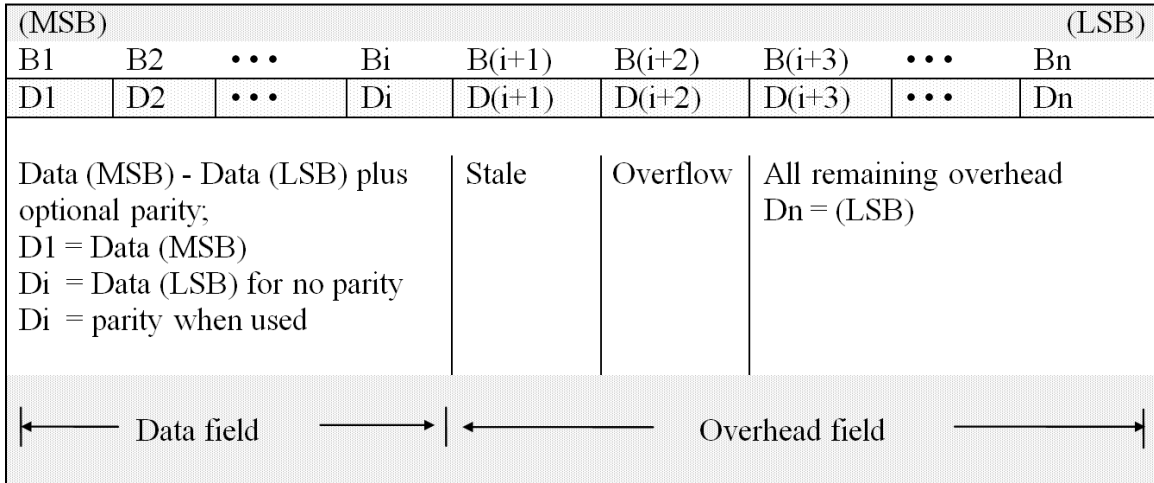 (MSB) (LSB)
B1 B2 ••• Bi B(i+1) B(i+2) B(i+3) ••• Bn
D1 D2 ••• Di D(i+1) D(i+2) D(i+3) ••• Dn
Data (MSB) - Data (LSB) plus
optional parity;
D1 = Data (MSB)
Di = Data (LSB) for no parity
Di = parity when used
Stale
Overflow
All remaining overhead
Dn = (LSB)
Data field
Overhead field